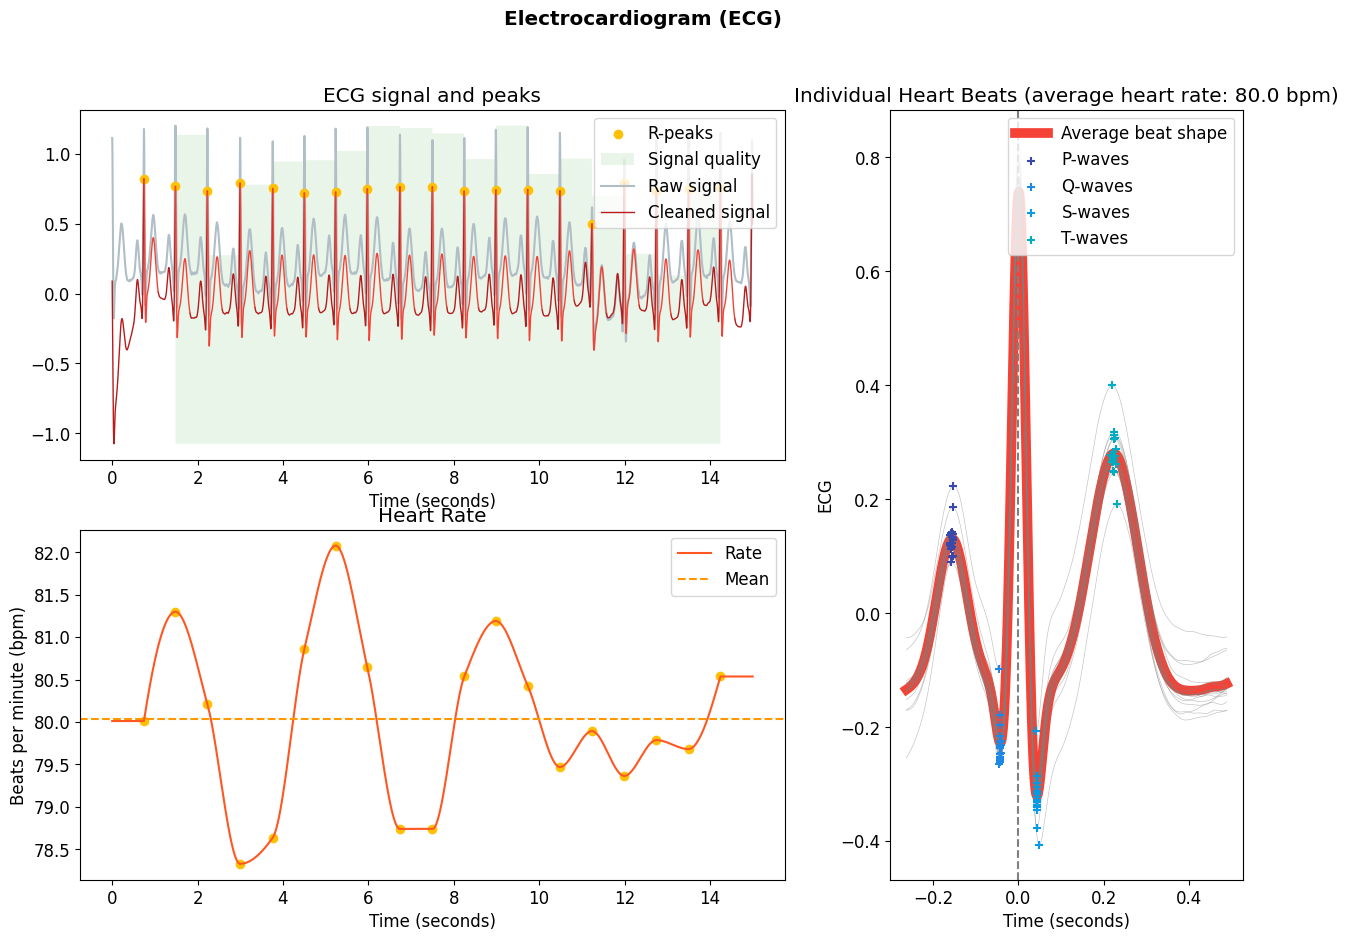 Electrocardiogram (ECG)
ECG signal and peaks
R-peaks
Signal quality
Raw signal
Cleaned signal
1.0
0.5
0.0
−0.5
−1.0
0 2 4 6 8 10 12 14
Time (seconds)
Heart Rate
Rate
Mean
Beats per minute (bpm)
82.0
81.5
81.0
80.5
80.0
79.5
79.0
78.5
0 2 4 6 8 10 12 14
Time (seconds)
Individual Heart Beats (average heart rate: 80.0 bpm)
Average beat shape
P-waves
Q-waves
S-waves
T-waves
ECG
0.8
0.6
0.4
0.2
0.0
−0.2
−0.4
−0.2 0.0 0.2 0.4
Time (seconds)